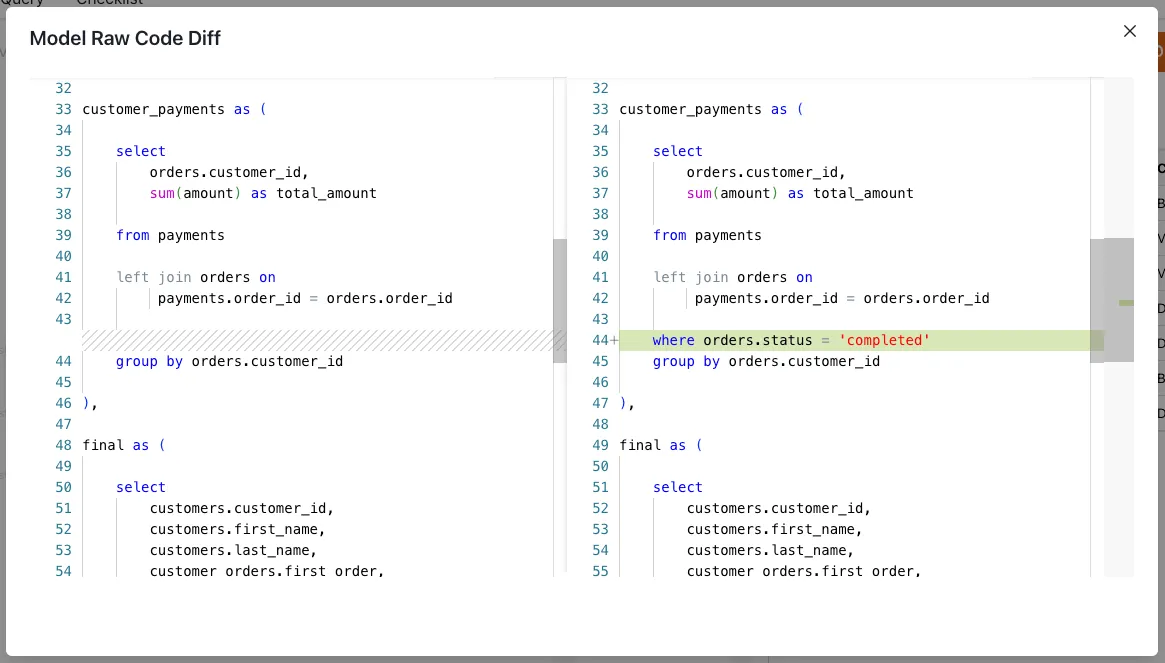 Query Checklist
Model Raw Code Diff
32
33 customer_payments as (
34
35     select
36         orders.customer_id,
37         sum(amount) as total_amount
38
39     from payments
40
41     left join orders on
42         payments.order_id = orders.order_id
43
44     group by orders.customer_id
45
46 ),
47
48 final as (
49
50     select
51         customers.customer_id,
52         customers.first_name,
53         customers.last_name,
54         customer_orders.first_order,
32
33 customer_payments as (
34
35     select
36         orders.customer_id,
37         sum(amount) as total_amount
38
39     from payments
40
41     left join orders on
42         payments.order_id = orders.order_id
43
44+    where orders.status = 'completed'
45     group by orders.customer_id
46
47 ),
48
49 final as (
50
51     select
52         customers.customer_id,
53         customers.first_name,
54         customers.last_name,
55         customer_orders.first_order,